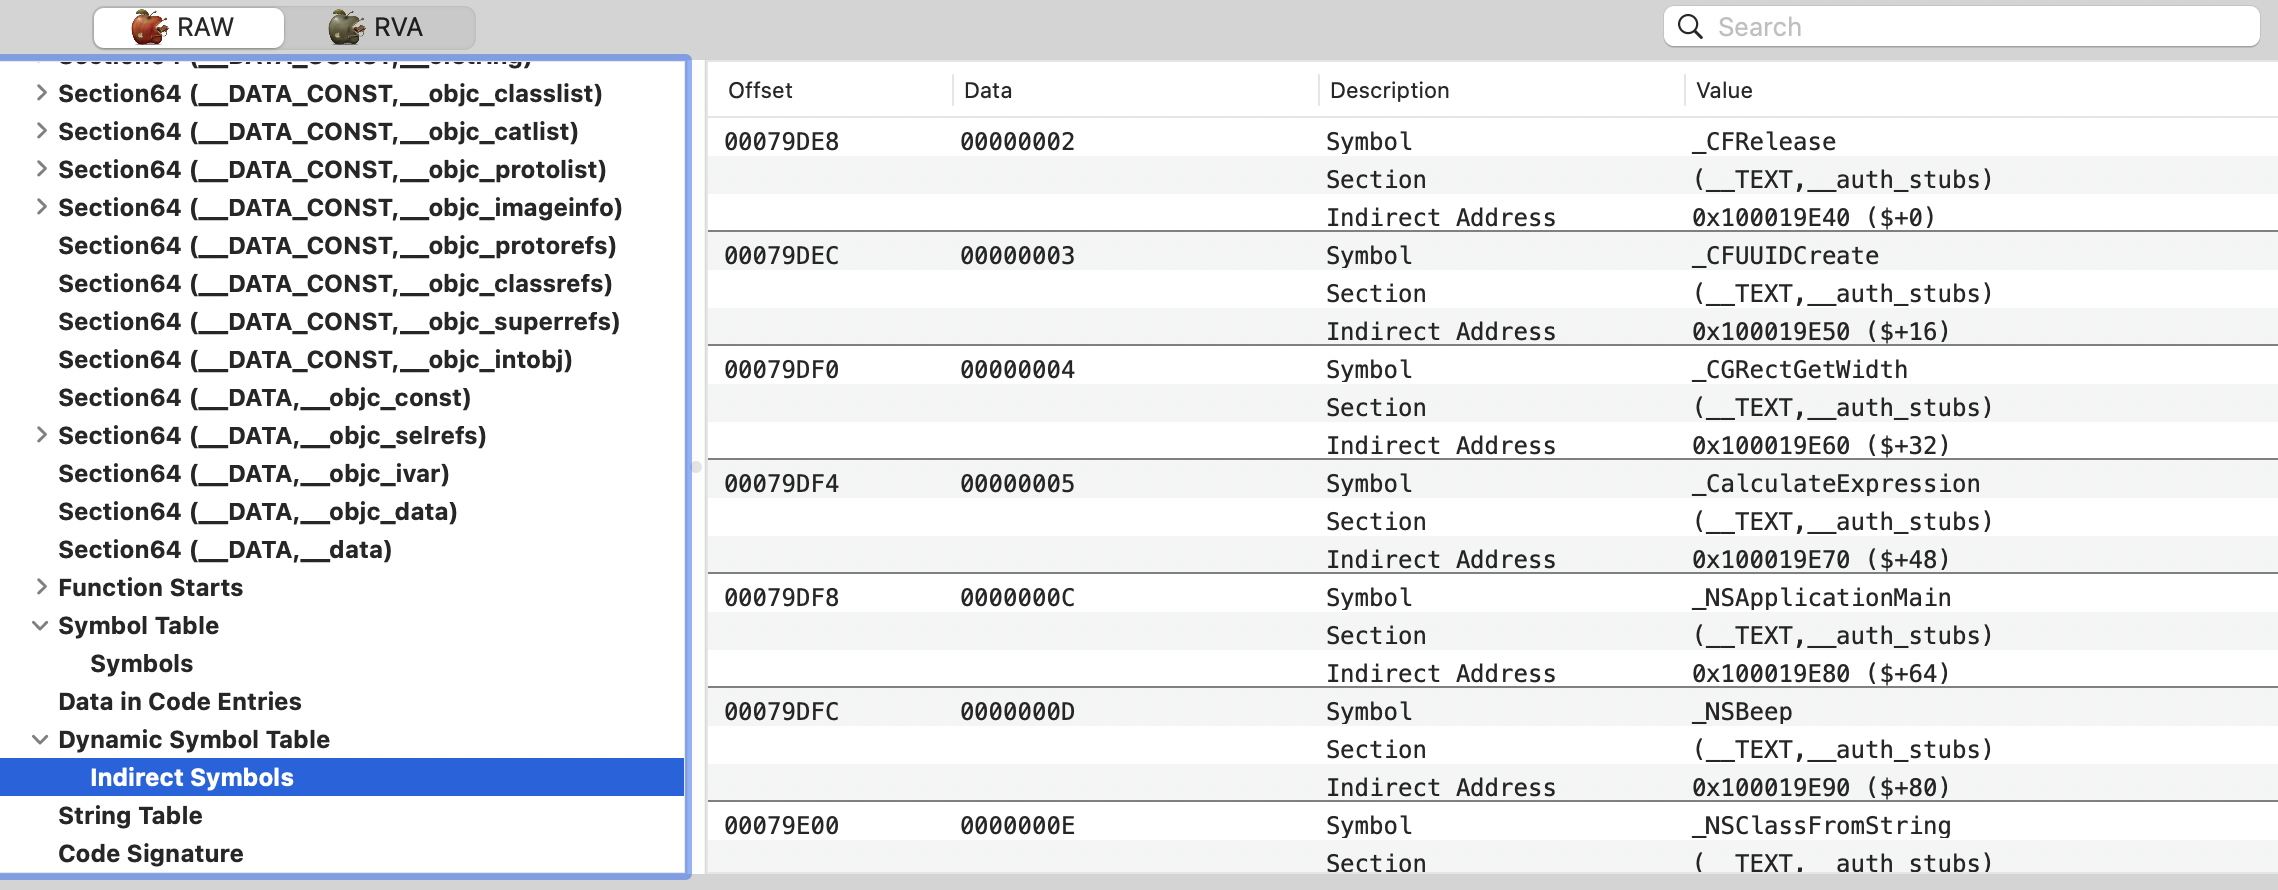 RAW RVA
Search
Section64 (__DATA_CONST,__objc_classlist)
Section64 (__DATA_CONST,__objc_catlist)
Section64 (__DATA_CONST,__objc_protolist)
Section64 (__DATA_CONST,__objc_imageinfo)
Section64 (__DATA_CONST,__objc_protorefs)
Section64 (__DATA_CONST,__objc_classrefs)
Section64 (__DATA_CONST,__objc_superrefs)
Section64 (__DATA_CONST,__objc_intobj)
Section64 (__DATA,__objc_const)
Section64 (__DATA,__objc_selrefs)
Section64 (__DATA,__objc_ivar)
Section64 (__DATA,__objc_data)
Section64 (__DATA,__data)
Function Starts
Symbol Table
Symbols
Data in Code Entries
Dynamic Symbol Table
Indirect Symbols
String Table
Code Signature
Offset Data Description Value
00079DE8 00000002 Symbol _CFRelease
Section (__TEXT,__auth_stubs)
Indirect Address 0x100019E40 ($+0)
00079DEC 00000003 Symbol _CFUUIDCreate
Section (__TEXT,__auth_stubs)
Indirect Address 0x100019E50 ($+16)
00079DF0 00000004 Symbol _CGRectGetWidth
Section (__TEXT,__auth_stubs)
Indirect Address 0x100019E60 ($+32)
00079DF4 00000005 Symbol _CalculateExpression
Section (__TEXT,__auth_stubs)
Indirect Address 0x100019E70 ($+48)
00079DF8 0000000C Symbol _NSApplicationMain
Section (__TEXT,__auth_stubs)
Indirect Address 0x100019E80 ($+64)
00079DFC 0000000D Symbol _NSBeep
Section (__TEXT,__auth_stubs)
Indirect Address 0x100019E90 ($+80)
00079E00 0000000E Symbol _NSClassFromString
Section (__TEXT,__auth_stubs)